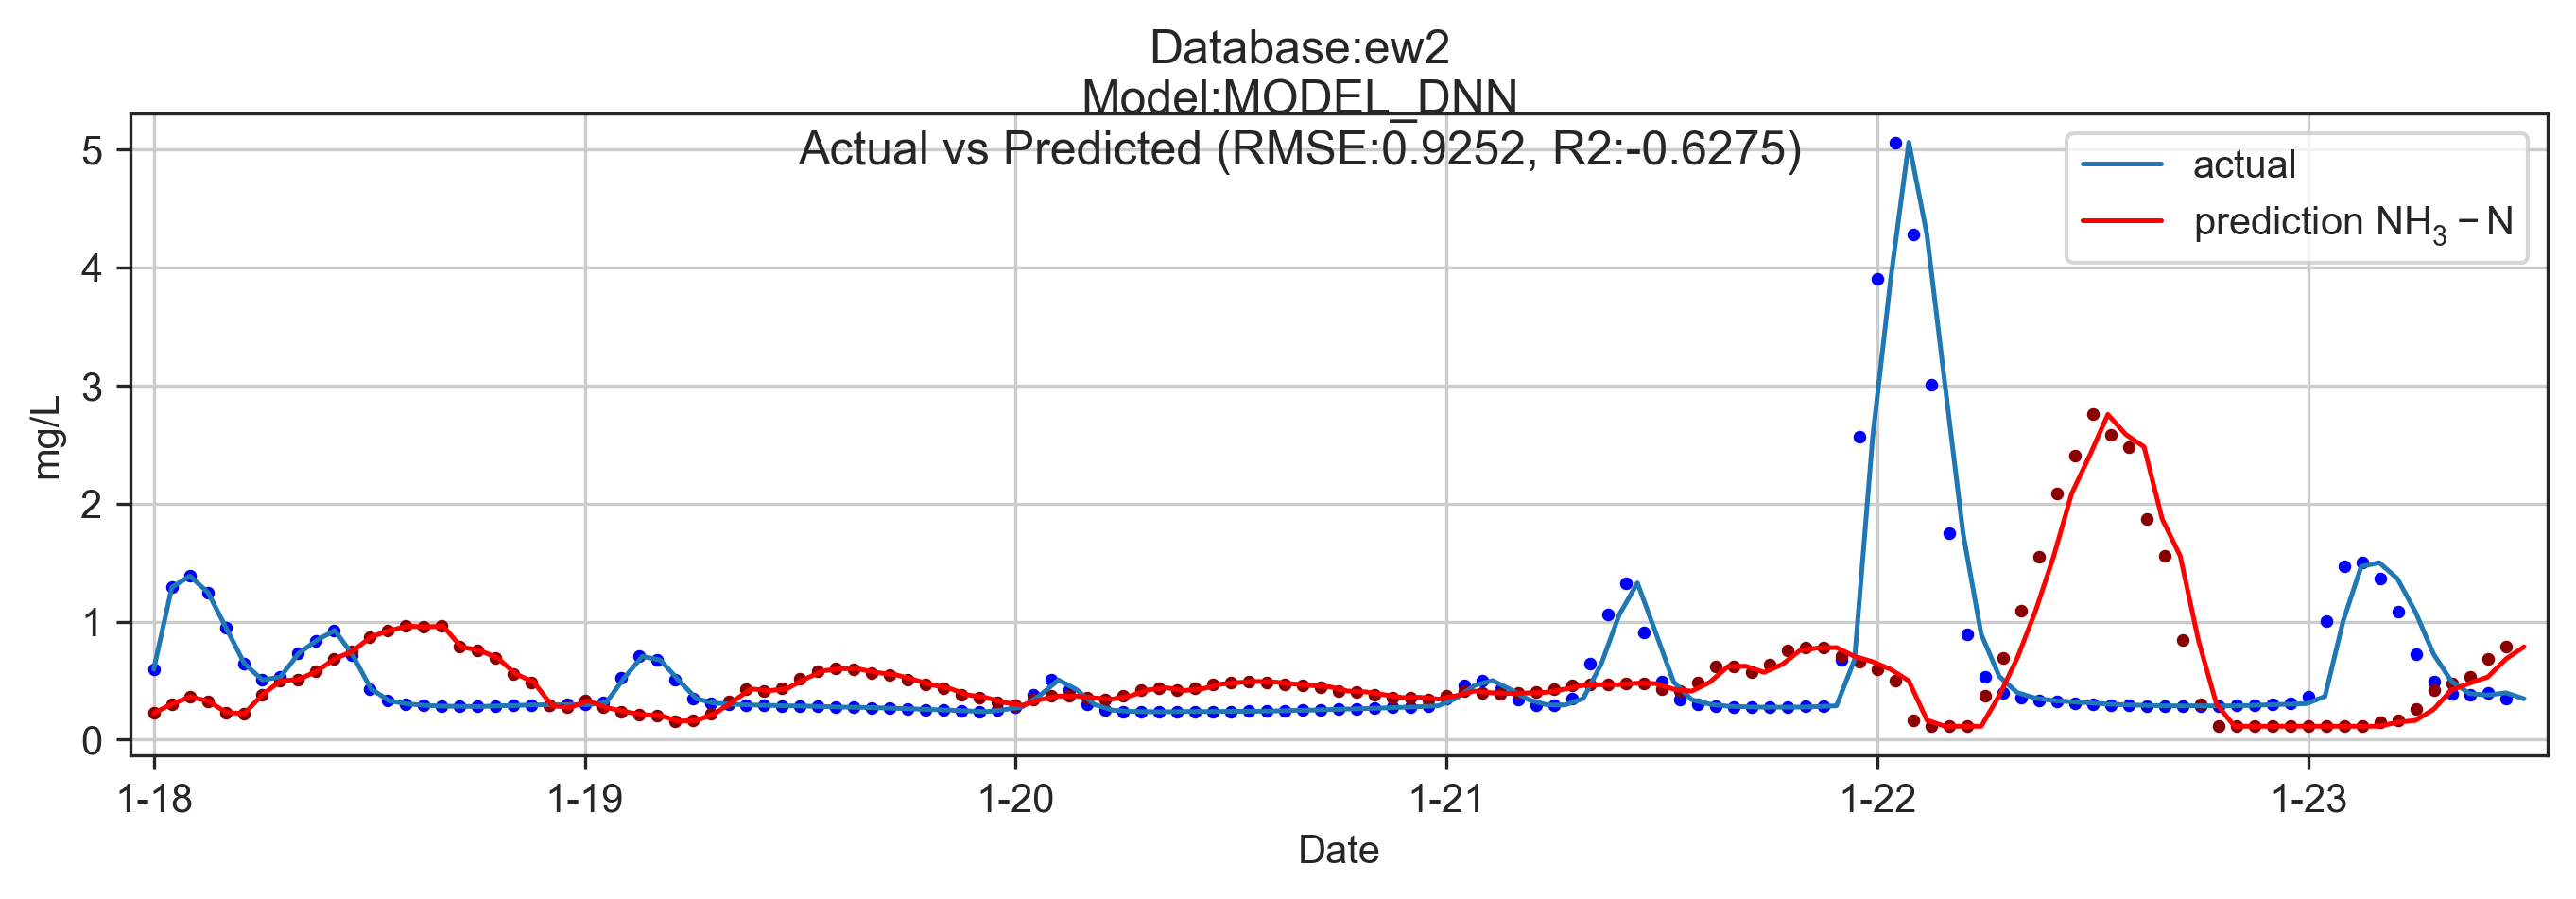 Database:ew2
Model:MODEL_DNN
Actual vs Predicted (RMSE:0.9252, R2:-0.6275)
actual
prediction NH₃ − N
5
4
3
2
1
0
mg/L
1-18 1-19 1-20 1-21 1-22 1-23
Date